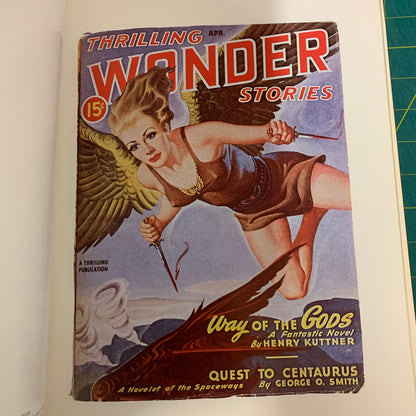 THRILLING
APR.
WONDER
15¢
STORIES
A THRILLING
PUBLICATION
Way OF THE GODS
A Fantastic Novel
By HENRY KUTTNER
QUEST TO CENTAURUS
A Novelet of the Spaceways By GEORGE O. SMITH